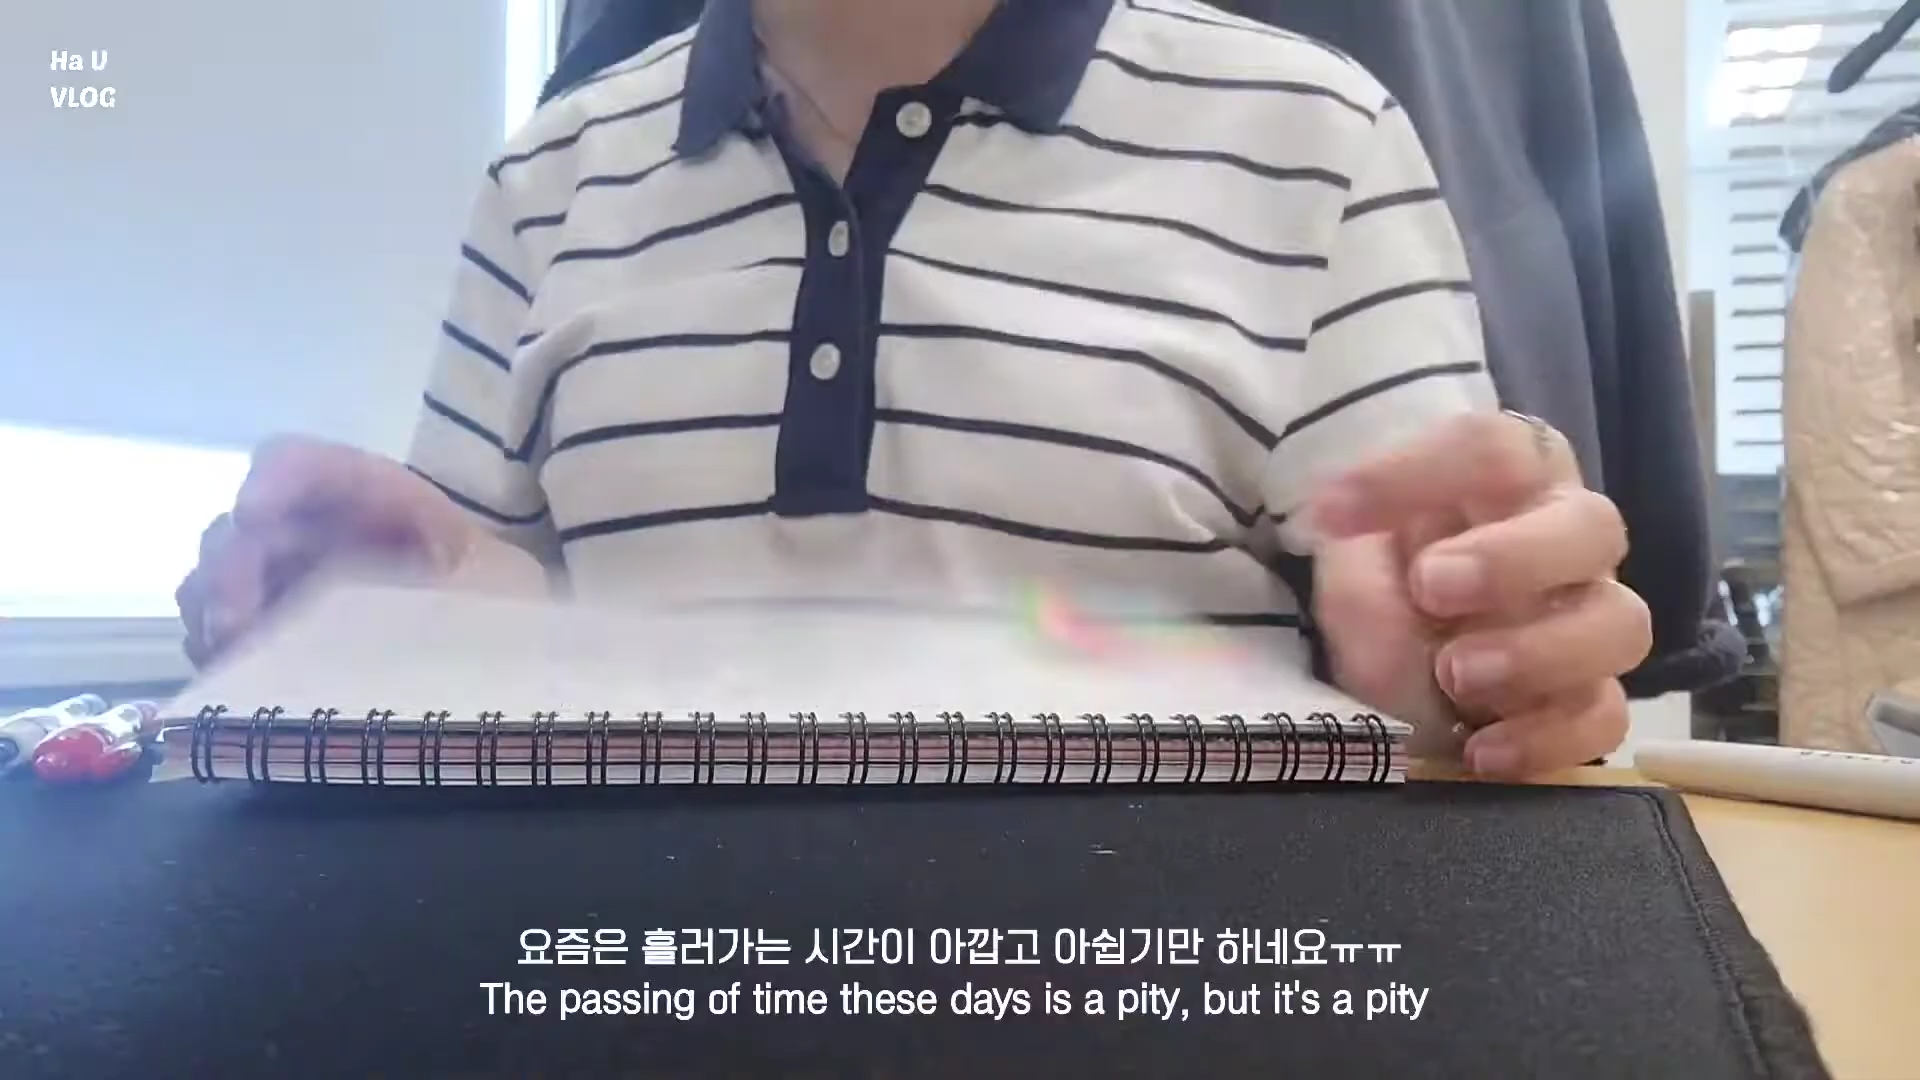 Ha U
VLOG
요즘은 흘러가는 시간이 아깝고 아쉽기만 하네요ㅠㅠ
The passing of time these days is a pity, but it's a pity